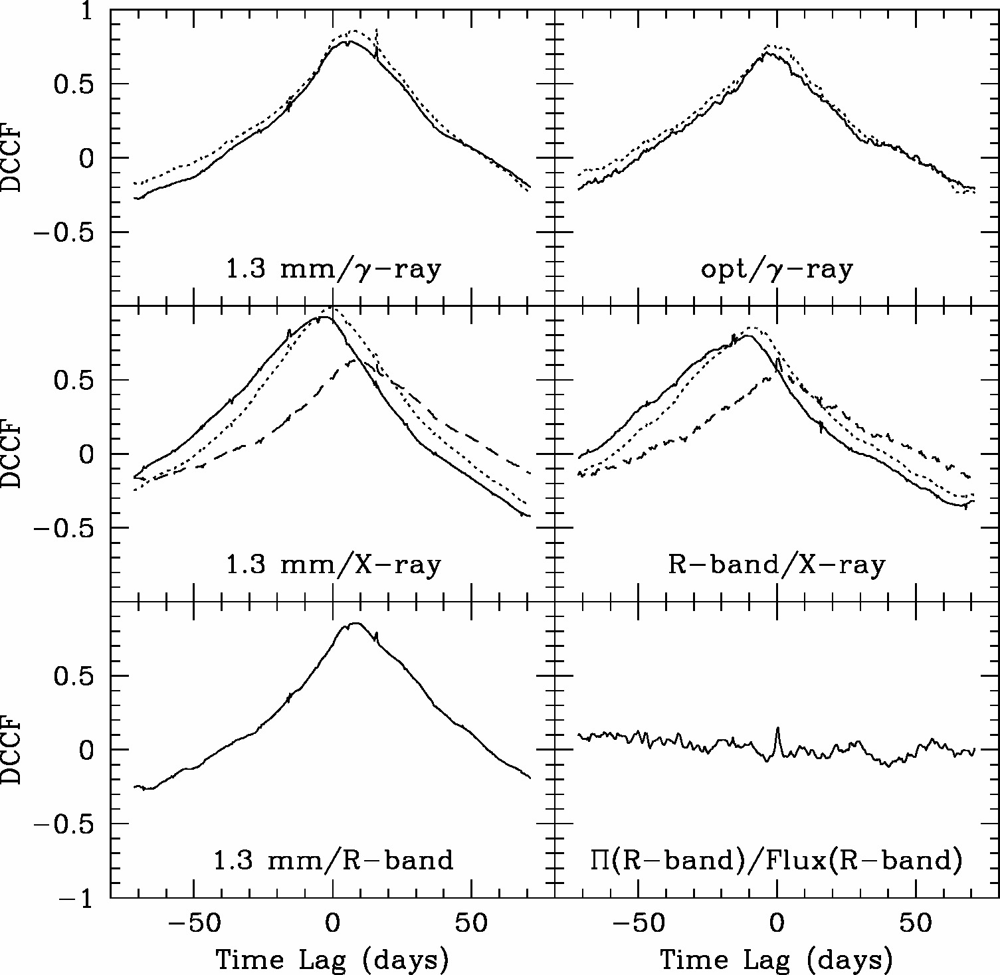 1
0.5
0
−0.5
DCCF
1.3 mm/γ−ray
opt/γ−ray
0.5
0
−0.5
DCCF
1.3 mm/X−ray
R−band/X−ray
0.5
0
−0.5
−1
DCCF
1.3 mm/R−band
Π(R−band)/Flux(R−band)
−50 0 50
−50 0 50
Time Lag (days)
Time Lag (days)